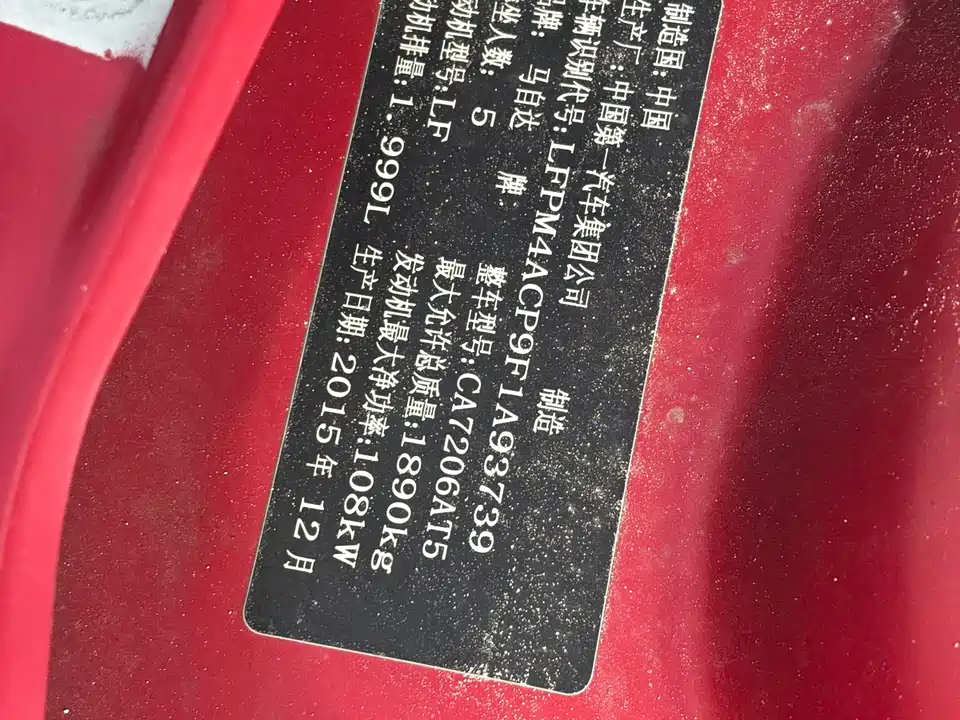 制造国:中国
生产厂:中国第一汽车集团公司 制造
车辆识别代号:LFPM4ACP9F1A93739
品牌: 马自达 牌 整车型号:CA7206AT5
坐人数: 5 最大允许总质量:1890kg
动机型号:LF 发动机最大净功率:108kW
动机排量:1.999L 生产日期:2015年 12月